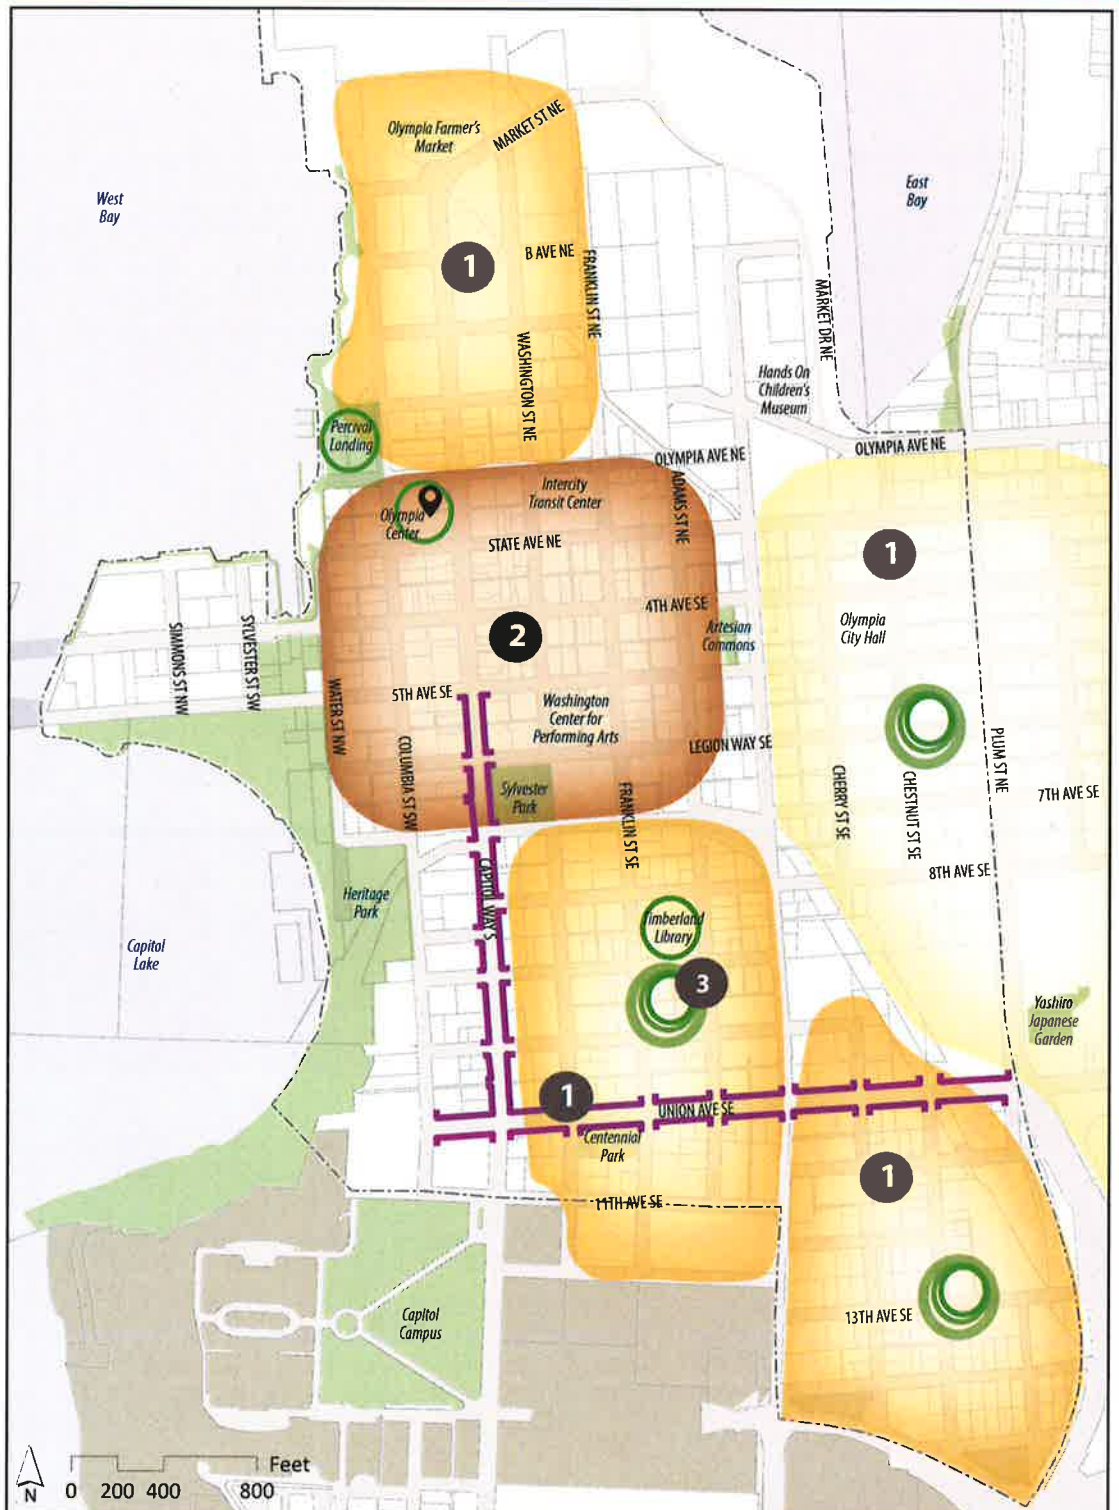 Olympia Farmer's
Market
MARKET ST NE
West
Bay
East
Bay
1
B AVE NE
FRANKLIN ST NE
MARKET DR NE
WASHINGTON ST NE
Hands On
Children's
Museum
Percival
Landing
OLYMPIA AVE NE
OLYMPIA AVE NE
Intercity
Transit Center
ADAMS ST NE
Olympia
Center
STATE AVE NE
1
4TH AVE SE
Artesian
Commons
Olympia
City Hall
2
SIMMONS ST NW
SYLVESTER ST SW
WATER ST NW
5TH AVE SE
Washington
Center for
Performing Arts
LEGION WAY SE
COLUMBIA ST SW
Sylvester
Park
FRANKLIN ST SE
CHERRY ST SE
CHESTNUT ST SE
PLUM ST NE
7TH AVE SE
8TH AVE SE
CAPITOL WAY S
Heritage
Park
Timberland
Library
Capitol
Lake
3
Yashiro
Japanese
Garden
1
UNION AVE SE
Centennial
Park
1
11TH AVE SE
Capitol
Campus
13TH AVE SE
N
Feet
0 200 400 800